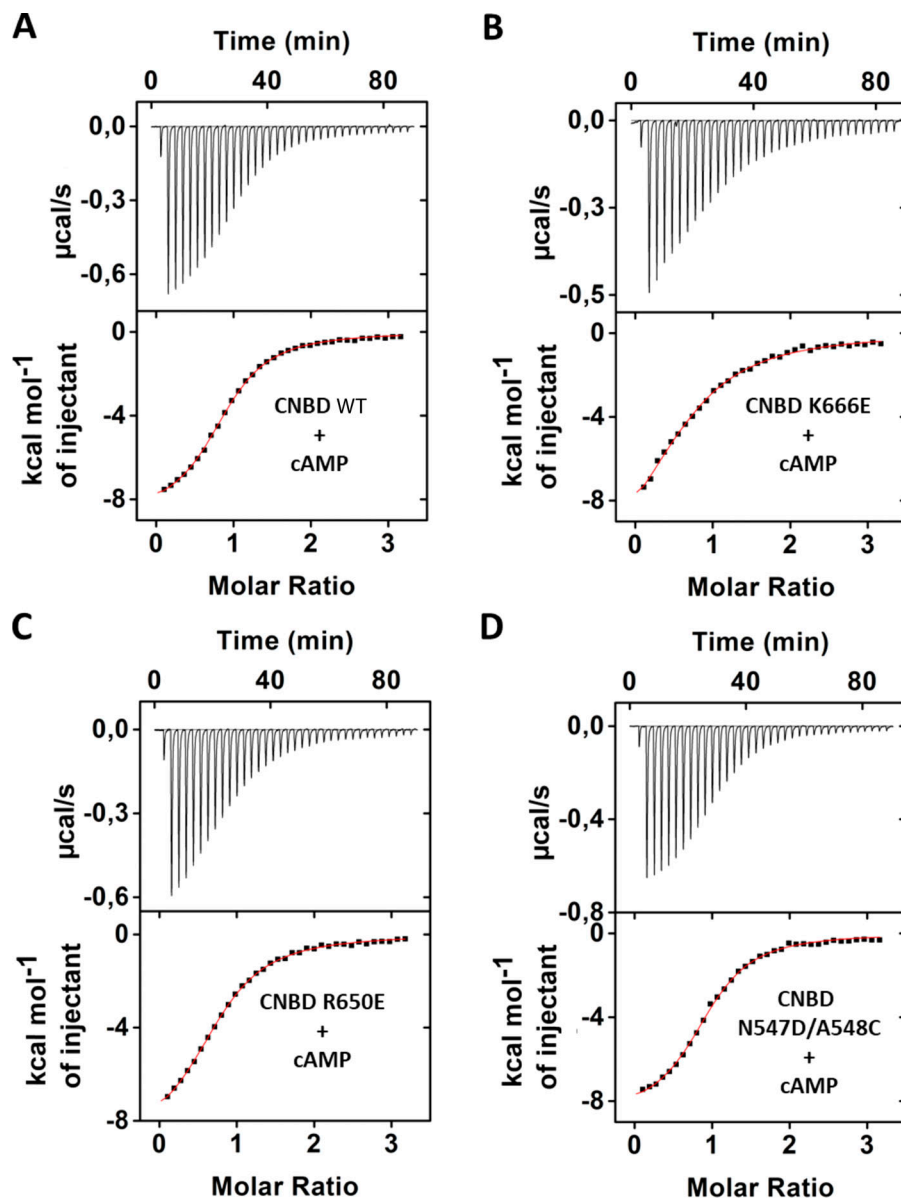 A
Time (min)
0 40 80
0,0
-0,3
-0,6
µcal/s
0
-4
-8
kcal mol-1
of injectant
CNBD WT
+
cAMP
0 1 2 3
Molar Ratio
B
Time (min)
0 40 80
0,0
-0,3
-0,5
µcal/s
0
-4
-8
kcal mol-1
of injectant
CNBD K666E
+
cAMP
0 1 2 3
Molar Ratio
C
Time (min)
0 40 80
0,0
-0,3
-0,6
µcal/s
0
-4
-8
kcal mol-1
of injectant
CNBD R650E
+
cAMP
0 1 2 3
Molar Ratio
D
Time (min)
0 40 80
0,0
-0,4
-0,8
µcal/s
0
-4
-8
kcal mol-1
of injectant
CNBD
N547D/A548C
+
cAMP
0 1 2 3
Molar Ratio